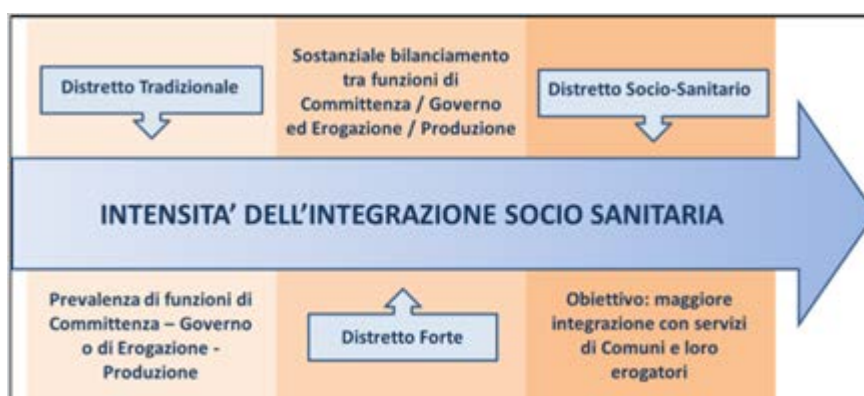 Distretto Tradizionale
Sostanziale bilanciamento
tra funzioni di
Committenza / Governo
ed Erogazione / Produzione
Distretto Socio-Sanitario
INTENSITA’ DELL’INTEGRAZIONE SOCIO SANITARIA
Prevalenza di funzioni di
Committenza – Governo
o di Erogazione -
Produzione
Distretto Forte
Obiettivo: maggiore
integrazione con servizi
di Comuni e loro
erogatori